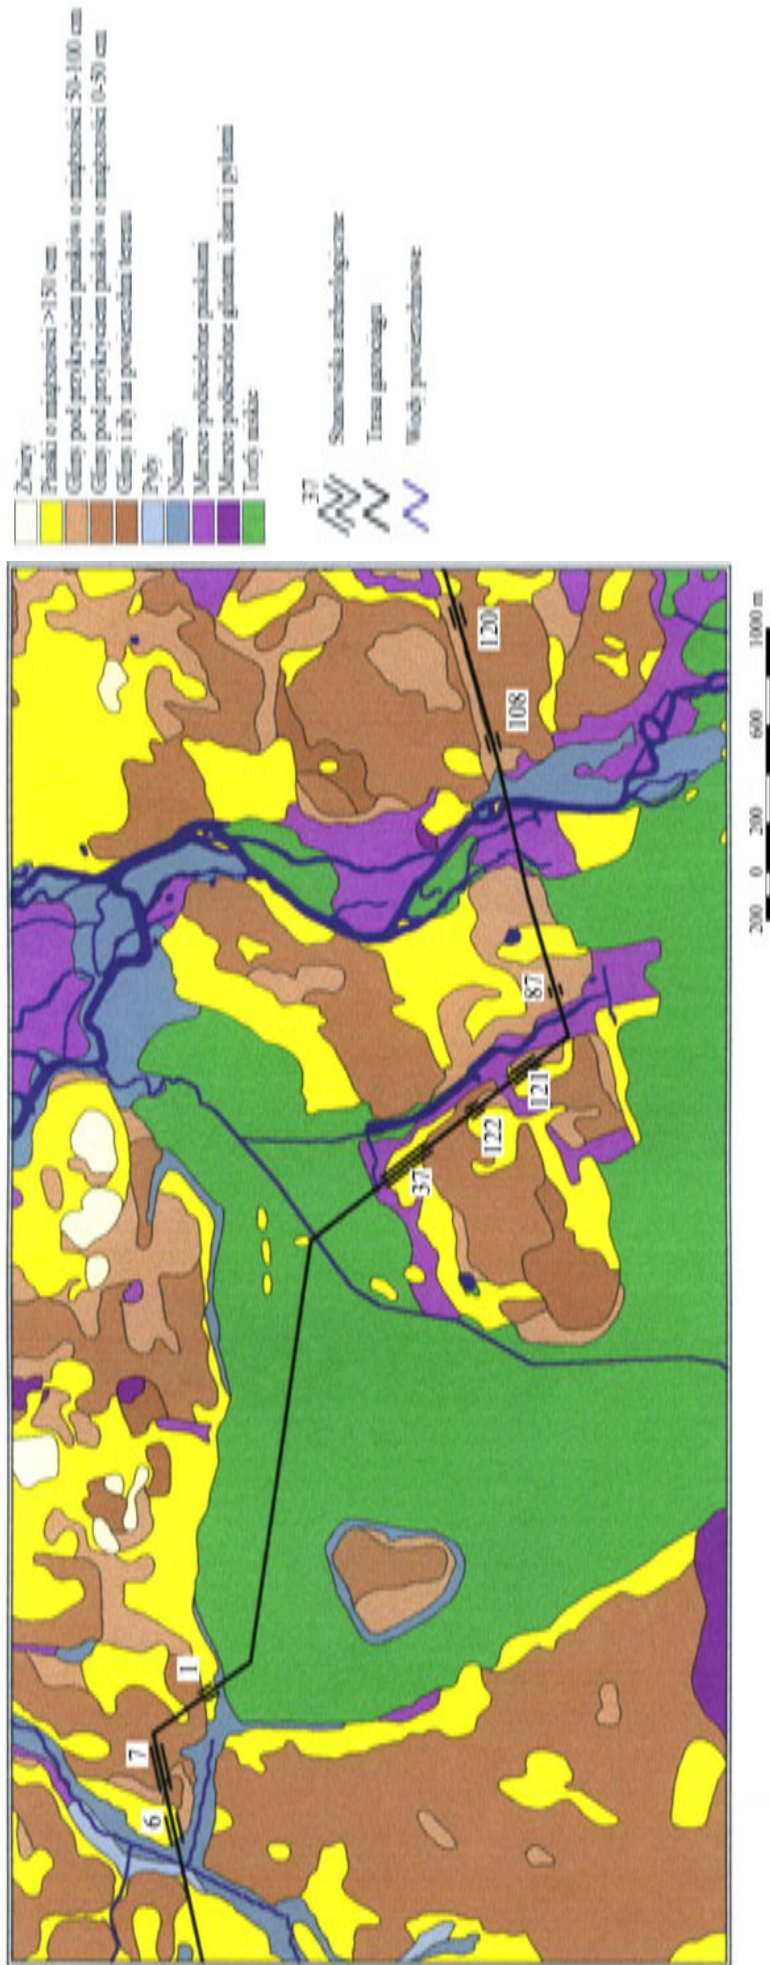 Żwiry
Piaski o miąższości >150 cm
Gliny pod przykryciem piasków o miąższości 50-100 cm
Gliny pod przykryciem piasków o miąższości 0-50 cm
Gliny i iły na powierzchni terenu
Pyły
Namuły
Mursze podścielone piaskami
Mursze podścielone glinami, iłami i pyłami
Torfy niskie
37
Stanowiska archeologiczne
Trasa gazociągu
Wody powierzchniowe
6
7
1
37
122
121
87
108
120
200 0 200 600 1000 m